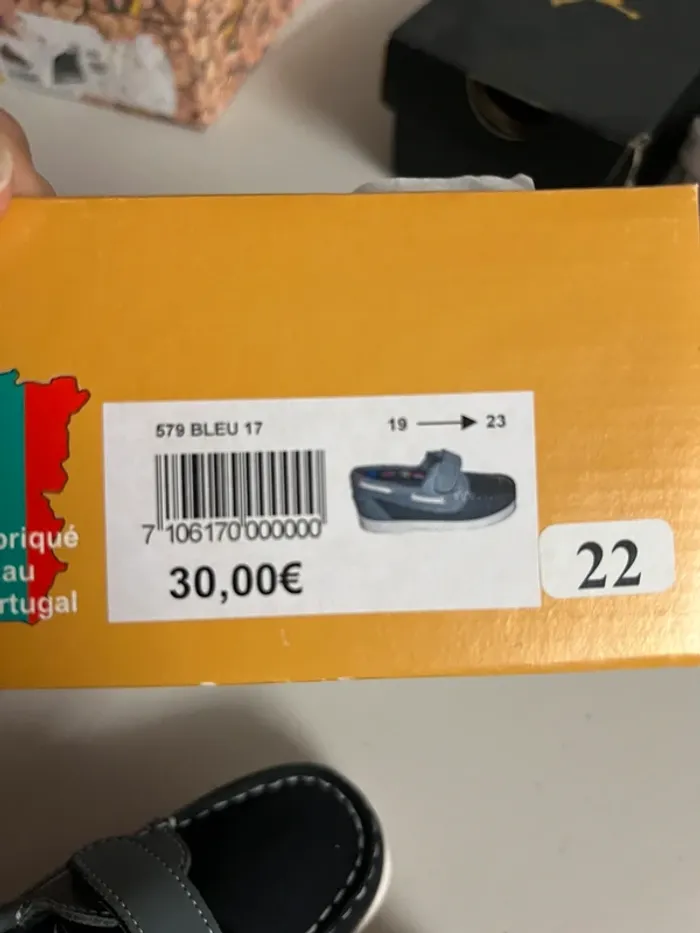 579 BLEU 17
19 23
7 106170 000000
30,00€
22
briqué
au
rtugal